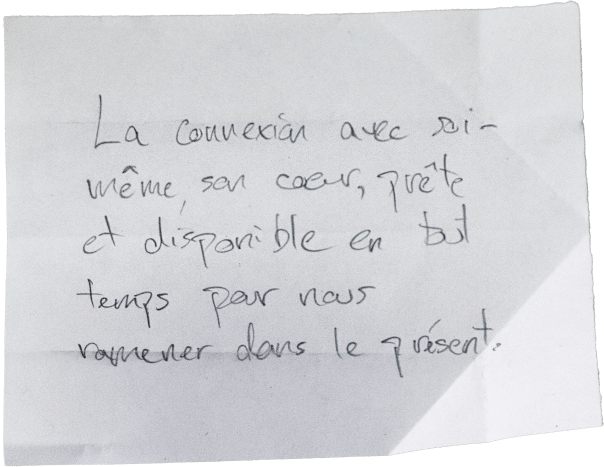 La connexion avec soi-
même, son coeur, prête
et disponible en tout
temps pour nous
ramener dans le présent.